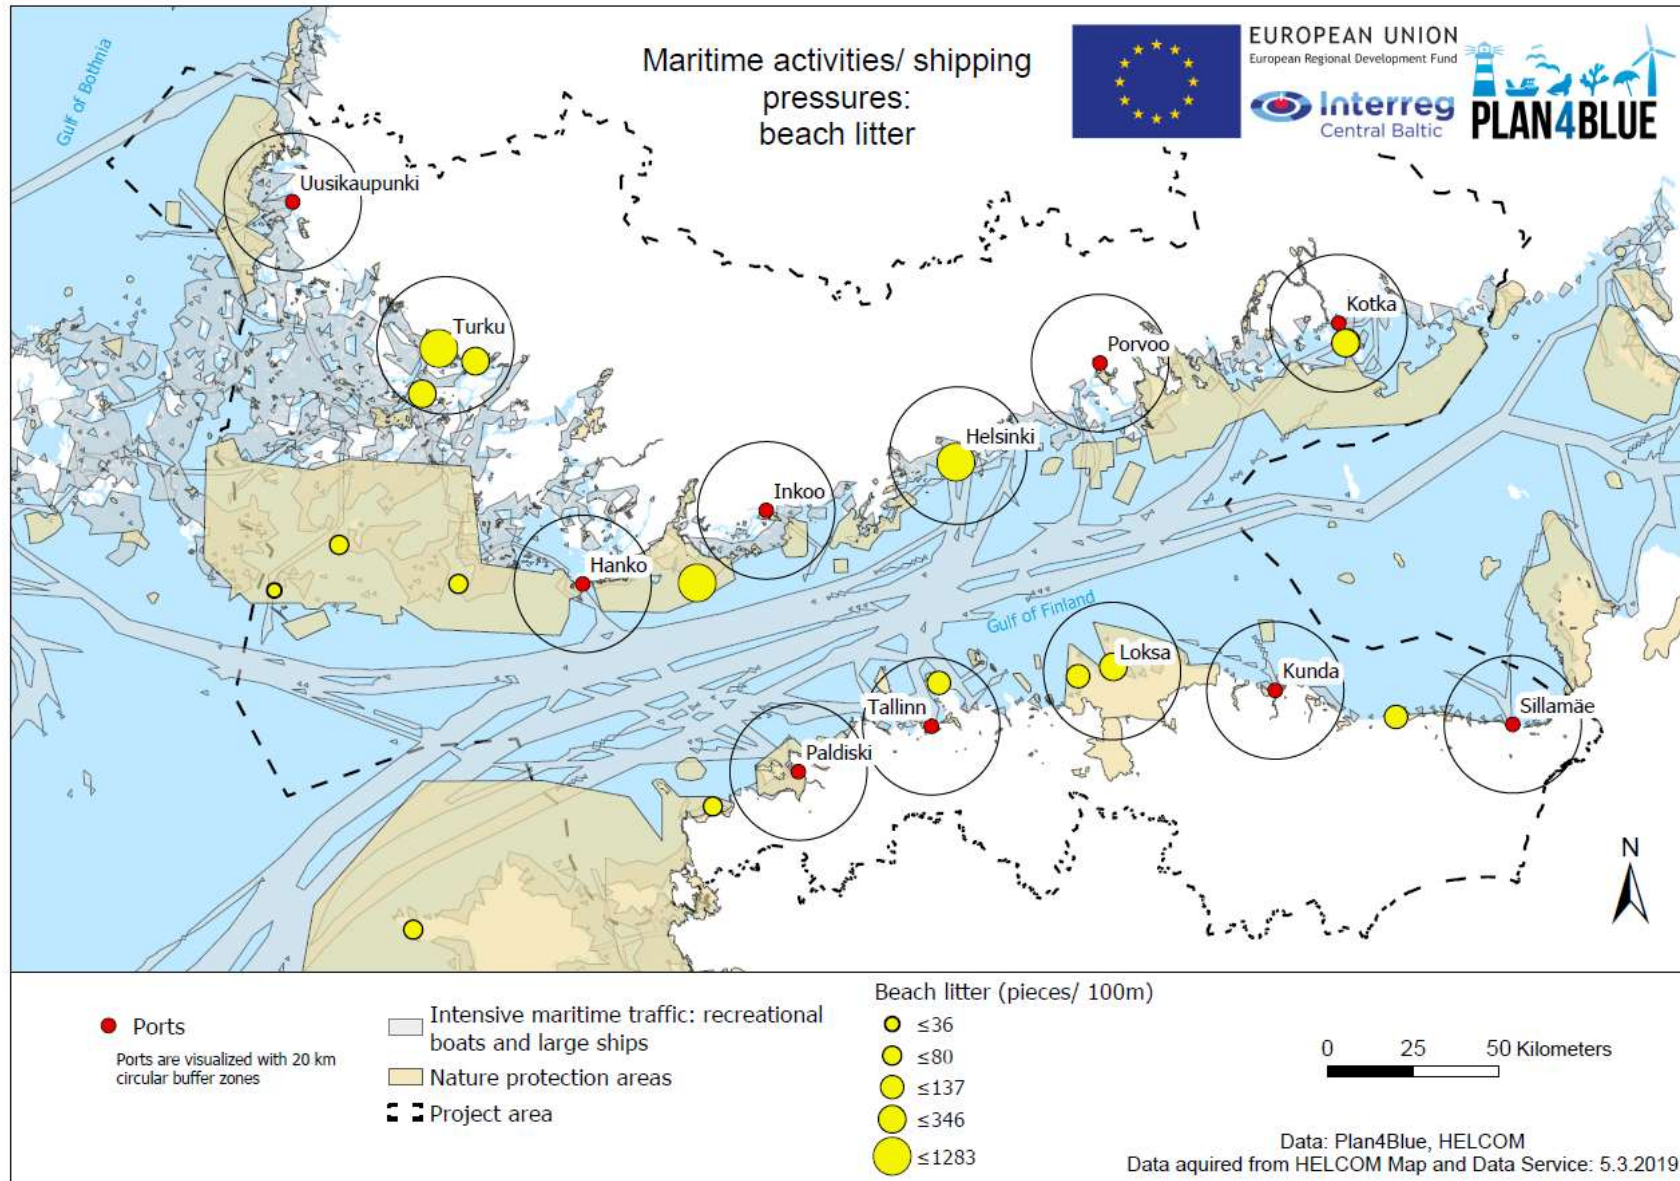 Maritime activities/ shipping
pressures:
beach litter
EUROPEAN UNION
European Regional Development Fund
Interreg
Central Baltic
PLAN4BLUE
Gulf of Bothnia
Uusikaupunki
Turku
Kotka
Porvoo
Helsinki
Inkoo
Hanko
Gulf of Finland
Loksa
Kunda
Tallinn
Sillamäe
Paldiski
N
Ports
Ports are visualized with 20 km
circular buffer zones
Intensive maritime traffic: recreational
boats and large ships
Nature protection areas
Project area
Beach litter (pieces/ 100m)
≤36
≤80
≤137
≤346
≤1283
0 25 50 Kilometers
Data: Plan4Blue, HELCOM
Data aquired from HELCOM Map and Data Service: 5.3.2019